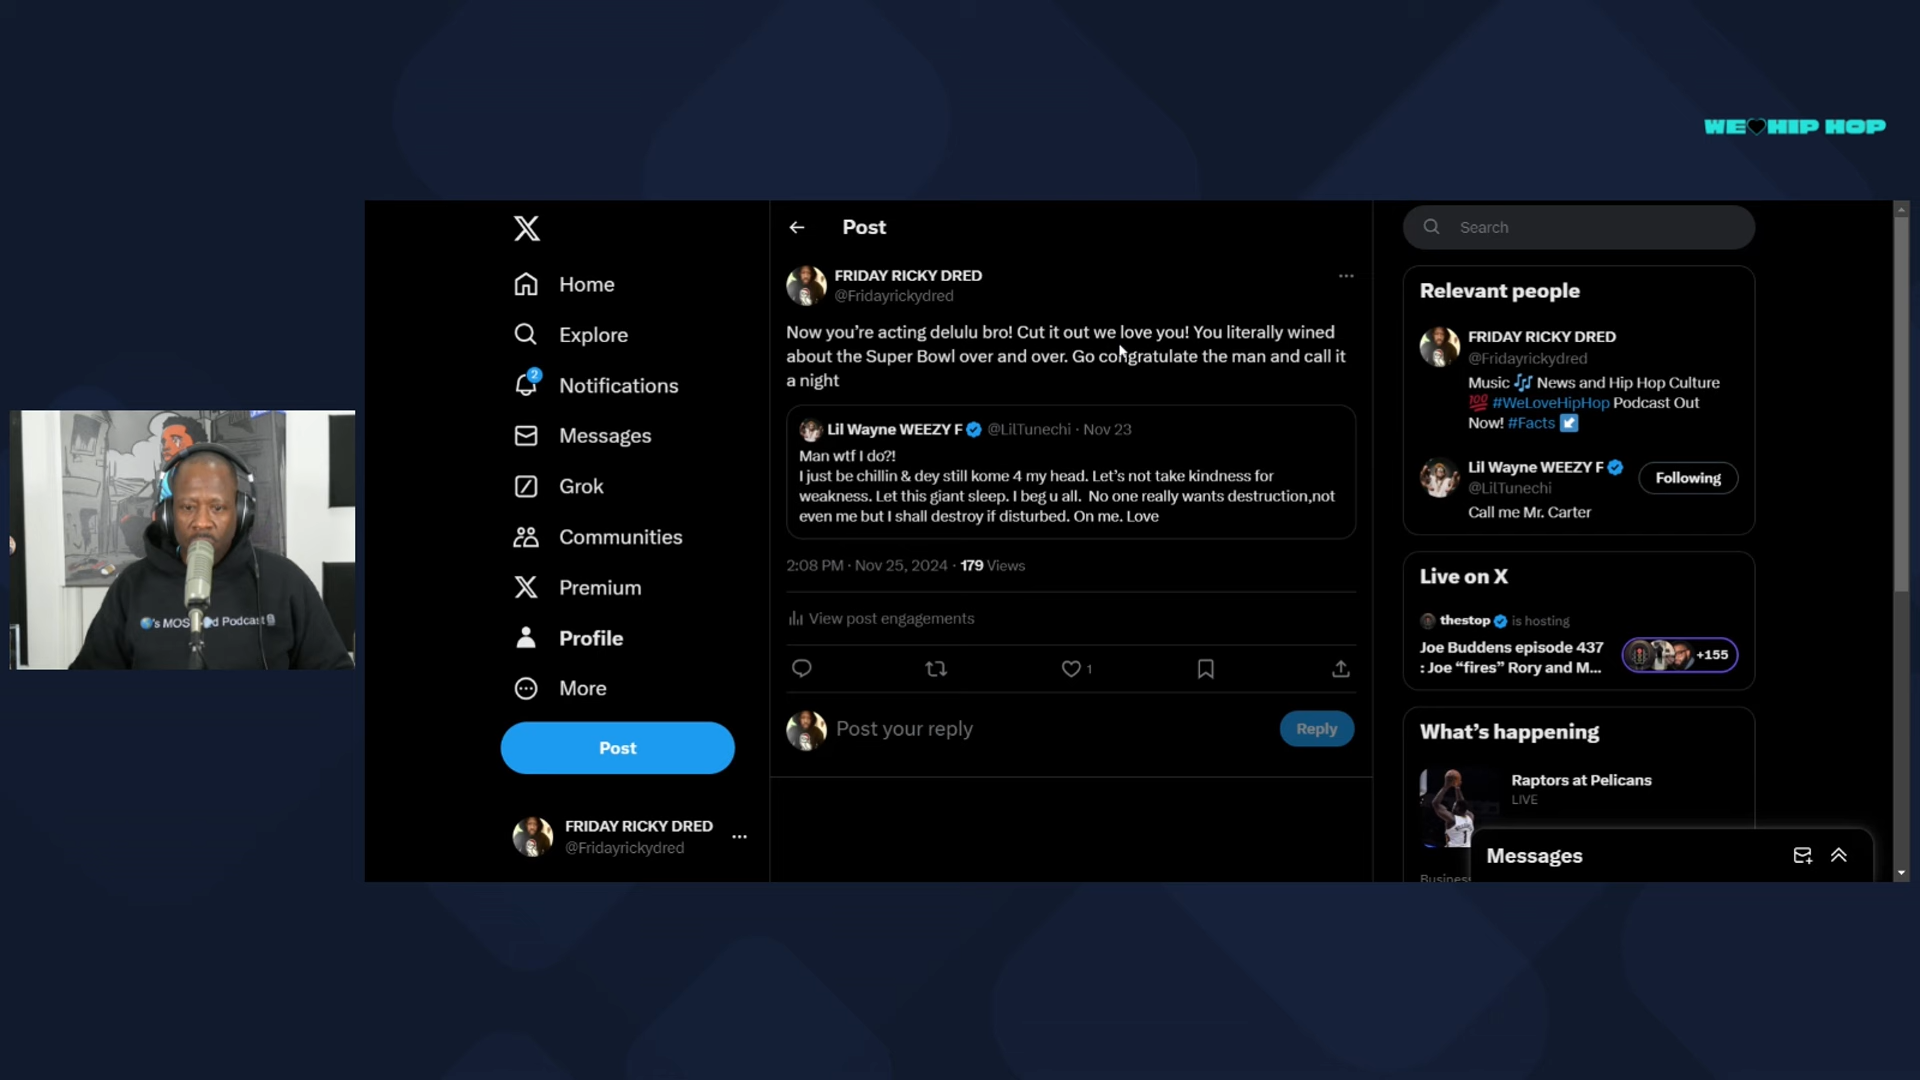 WE HIP HOP
Post
Search
FRIDAY RICKY DRED
@Fridayrickydred
Now you're acting delulu bro! Cut it out we love you! You literally wined
about the Super Bowl over and over. Go congratulate the man and call it
a night
Lil Wayne WEEZY F @LilTunechi · Nov 23
Man wtf I do?!
I just be chillin & dey still kome 4 my head. Let's not take kindness for
weakness. Let this giant sleep. I beg u all. No one really wants destruction,not
even me but I shall destroy if disturbed. On me. Love
2:08 PM · Nov 25, 2024 · 179 Views
View post engagements
1
Post your reply
Reply
Home
Explore
2
Notifications
Messages
Grok
Communities
Premium
Profile
More
Post
FRIDAY RICKY DRED
@Fridayrickydred
Relevant people
FRIDAY RICKY DRED
@Fridayrickydred
Music 🎶 News and Hip Hop Culture
💯 #WeLoveHipHop Podcast Out
Now! #Facts ↙️
Lil Wayne WEEZY F
@LilTunechi
Following
Call me Mr. Carter
Live on X
thestop is hosting
Joe Buddens episode 437
: Joe “fires” Rory and M...
+155
What's happening
Raptors at Pelicans
LIVE
Business
Messages
's MOS Podcast